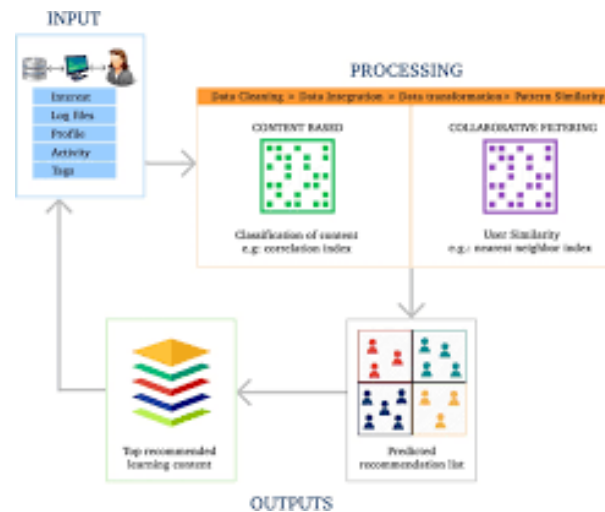 INPUT
Interest
Log Files
Profile
Activity
Tags
PROCESSING
Data Cleaning + Data Integration + Data transformation+ Pattern Similarity
CONTENT BASED
Classification of content
e.g: correlation index
COLLABORATIVE FILTERING
User Similarity
e.g.: nearest neighbor index
Top recommended
learning content
Predicted
recommendation list
OUTPUTS